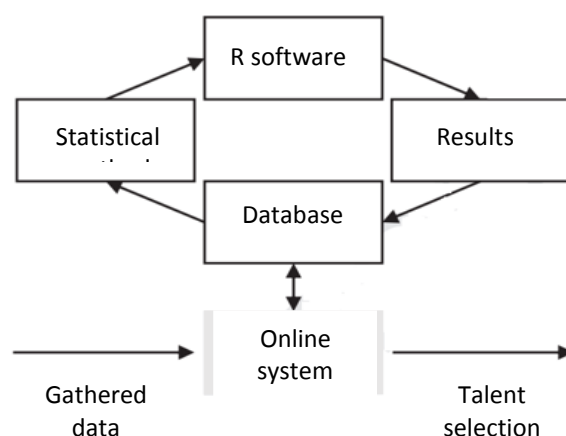 R software
Statistical
Results
Database
Online
system
Gathered
data
Talent
selection